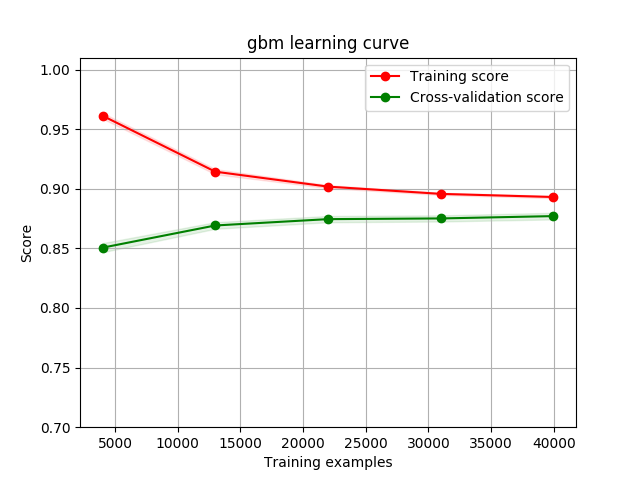 gbm learning curve
Training score
Cross-validation score
1.00
0.95
0.90
0.85
0.80
0.75
0.70
Score
5000 10000 15000 20000 25000 30000 35000 40000
Training examples